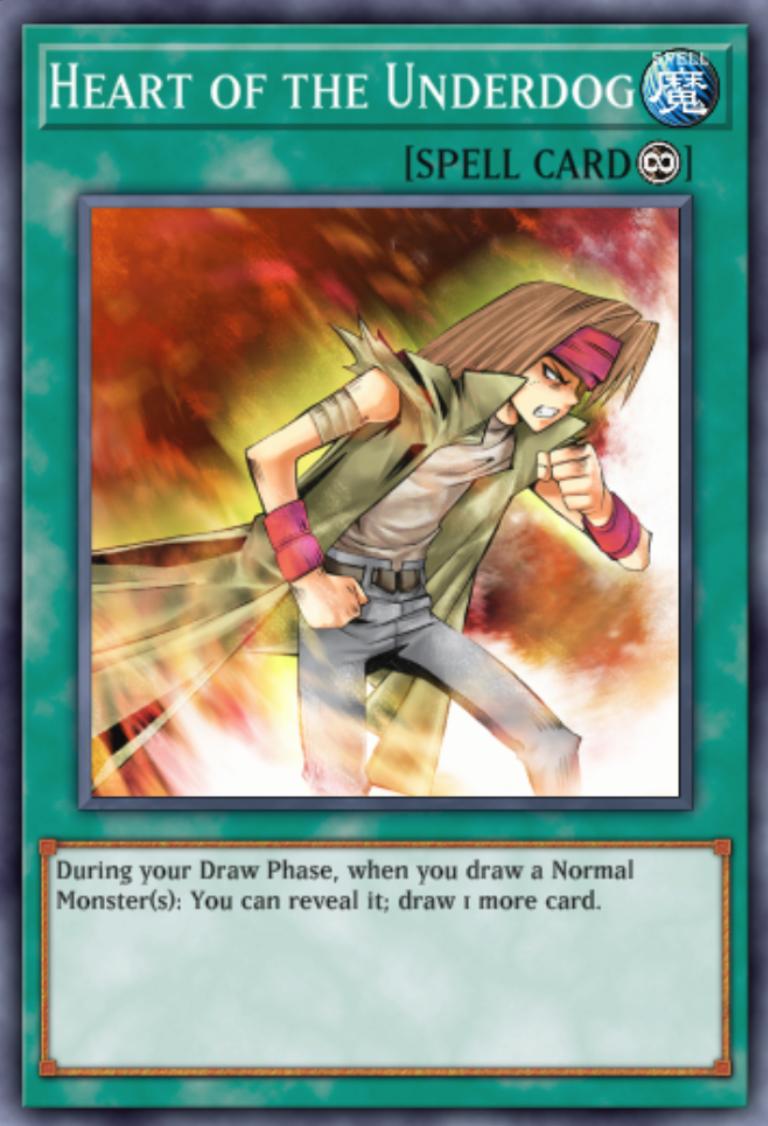 HEART OF THE UNDERDOG
SPELL
魔
[SPELL CARD♾]
During your Draw Phase, when you draw a Normal
Monster(s): You can reveal it; draw 1 more card.